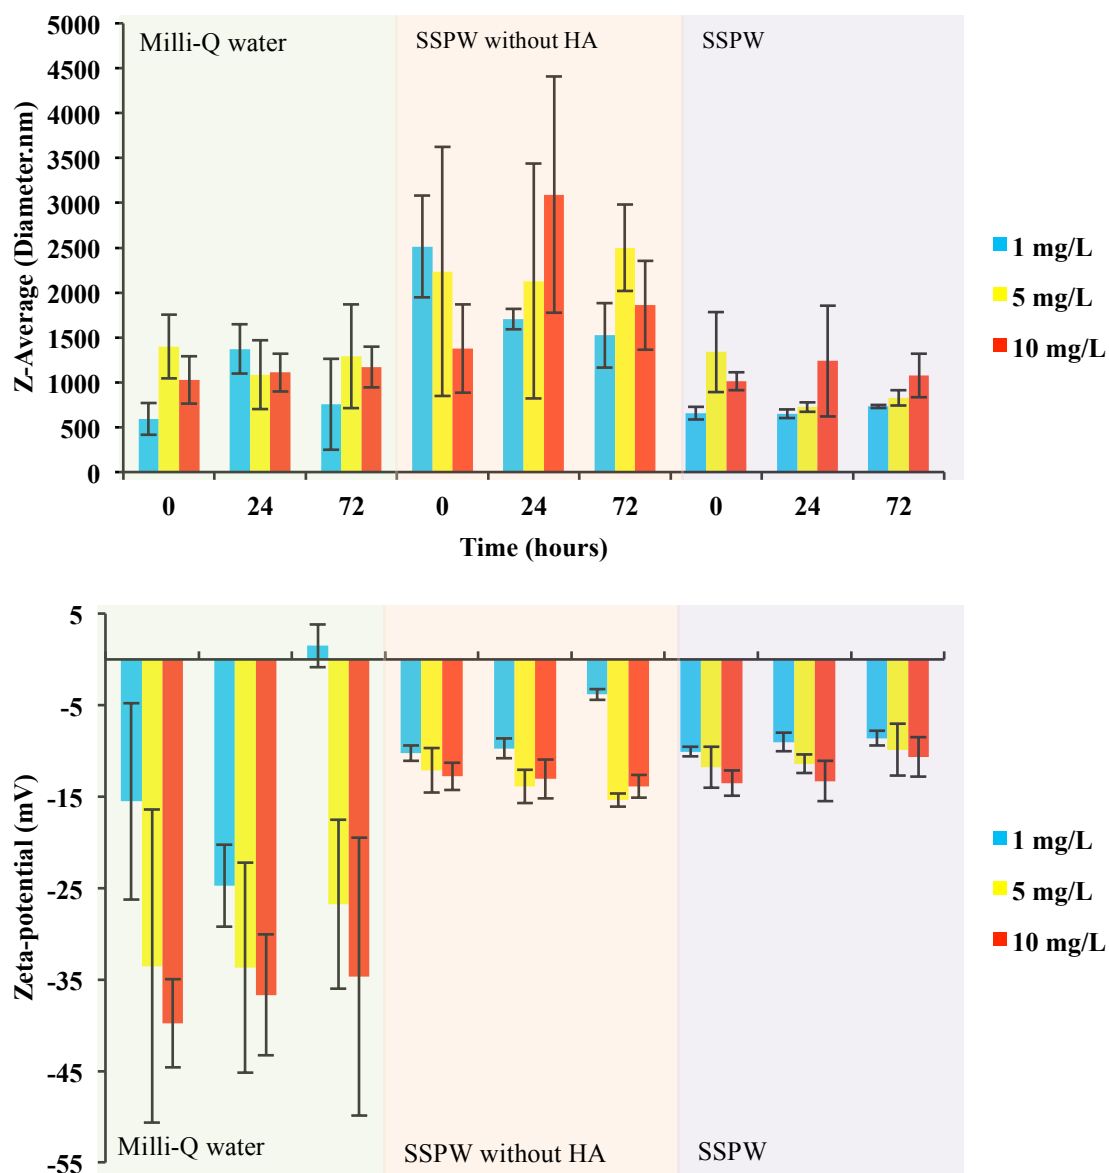 5000
4500
4000
3500
3000
2500
2000
1500
1000
500
0
Z-Average (Diameter.nm)
Milli-Q water
SSPW without HA
SSPW
0 24 72 0 24 72 0 24 72
Time (hours)
1 mg/L
5 mg/L
10 mg/L
5
-5
-15
-25
-35
-45
-55
Zeta-potential (mV)
Milli-Q water
SSPW without HA
SSPW
1 mg/L
5 mg/L
10 mg/L